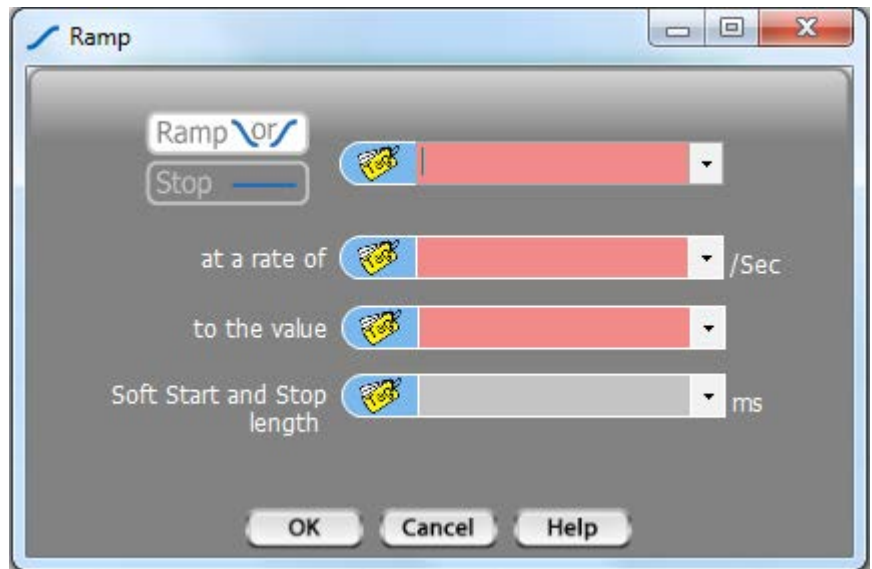 Ramp
Ramp or
Stop
at a rate of
/Sec
to the value
Soft Start and Stop
length
ms
OK Cancel Help